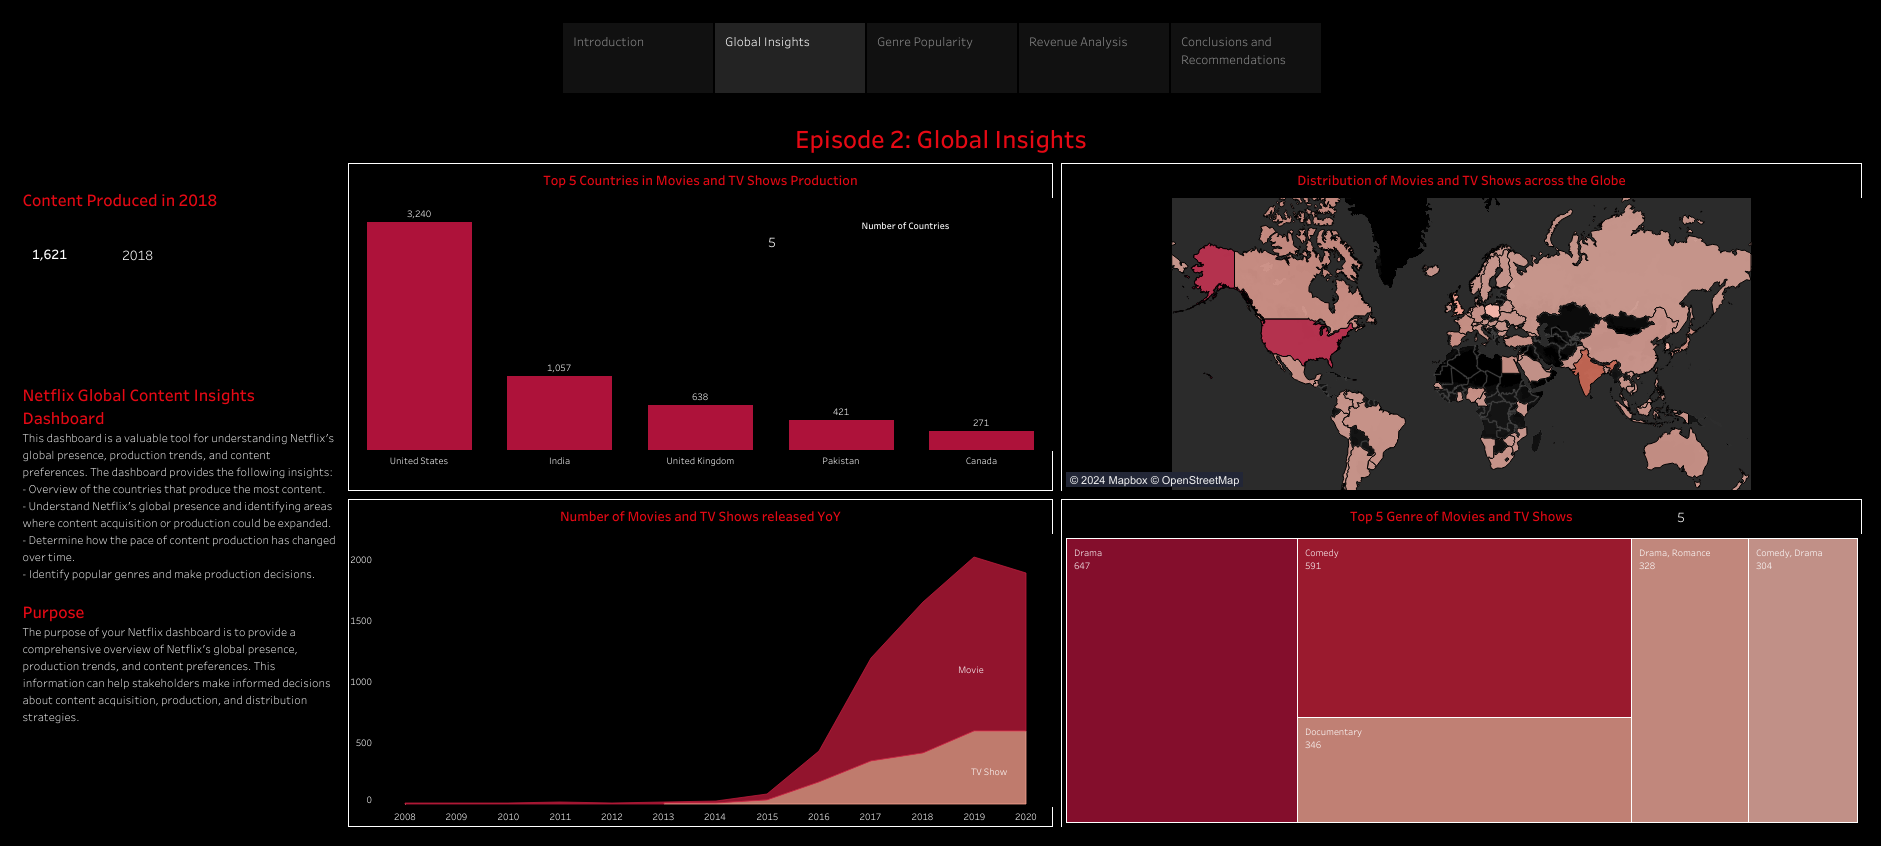 Introduction
Global Insights
Genre Popularity
Revenue Analysis
Conclusions and
Recommendations
Episode 2: Global Insights
Content Produced in 2018
1,621
2018
Netflix Global Content Insights
Dashboard
This dashboard is a valuable tool for understanding Netflix’s
global presence, production trends, and content
preferences. The dashboard provides the following insights:
- Overview of the countries that produce the most content.
- Understand Netflix’s global presence and identifying areas
where content acquisition or production could be expanded.
- Determine how the pace of content production has changed
over time.
- Identify popular genres and make production decisions.
Purpose
The purpose of your Netflix dashboard is to provide a
comprehensive overview of Netflix’s global presence,
production trends, and content preferences. This
information can help stakeholders make informed decisions
about content acquisition, production, and distribution
strategies.
Top 5 Countries in Movies and TV Shows Production
Number of Countries
5
3,240
1,057
638
421
271
United States
India
United Kingdom
Pakistan
Canada
Distribution of Movies and TV Shows across the Globe
© 2024 Mapbox © OpenStreetMap
Number of Movies and TV Shows released YoY
2000
1500
1000
500
0
Movie
TV Show
2008
2009
2010
2011
2012
2013
2014
2015
2016
2017
2018
2019
2020
Top 5 Genre of Movies and TV Shows
5
Drama
647
Comedy
591
Documentary
346
Drama, Romance
328
Comedy, Drama
304